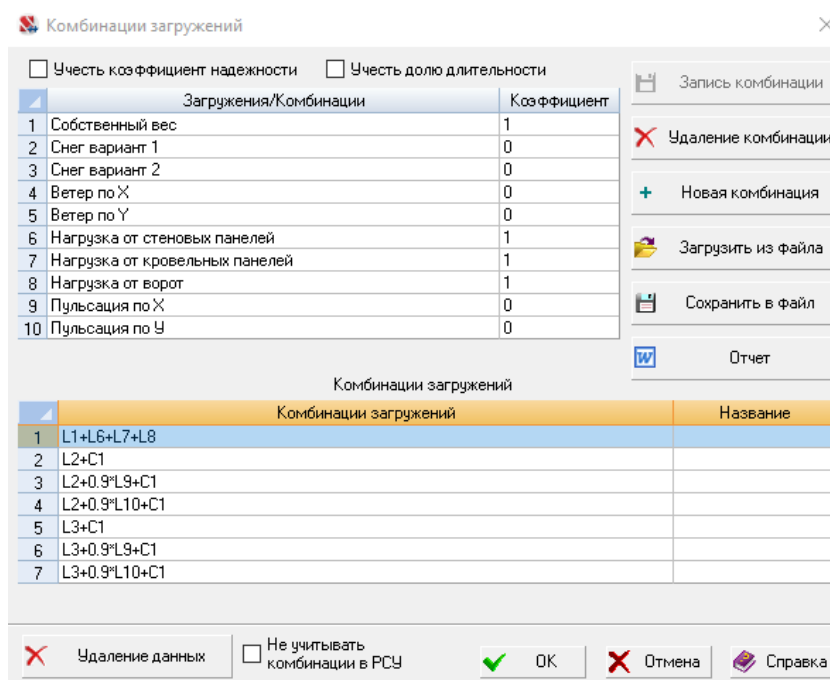 Комбинации загружений
Учесть коэффициент надежности Учесть долю длительности
Загружения/Комбинации Коэффициент
1 Собственный вес 1
2 Снег вариант 1 0
3 Снег вариант 2 0
4 Ветер по X 0
5 Ветер по Y 0
6 Нагрузка от стеновых панелей 1
7 Нагрузка от кровельных панелей 1
8 Нагрузка от ворот 1
9 Пульсация по X 0
10 Пульсация по У 0
Запись комбинации
Удаление комбинации
Новая комбинация
Загрузить из файла
Сохранить в файл
Отчет
Комбинации загружений
Комбинации загружений Название
1 L1+L6+L7+L8
2 L2+C1
3 L2+0.9*L9+C1
4 L2+0.9*L10+C1
5 L3+C1
6 L3+0.9*L9+C1
7 L3+0.9*L10+C1
Удаление данных
Не учитывать
комбинации в РСУ
OK Отмена Справка